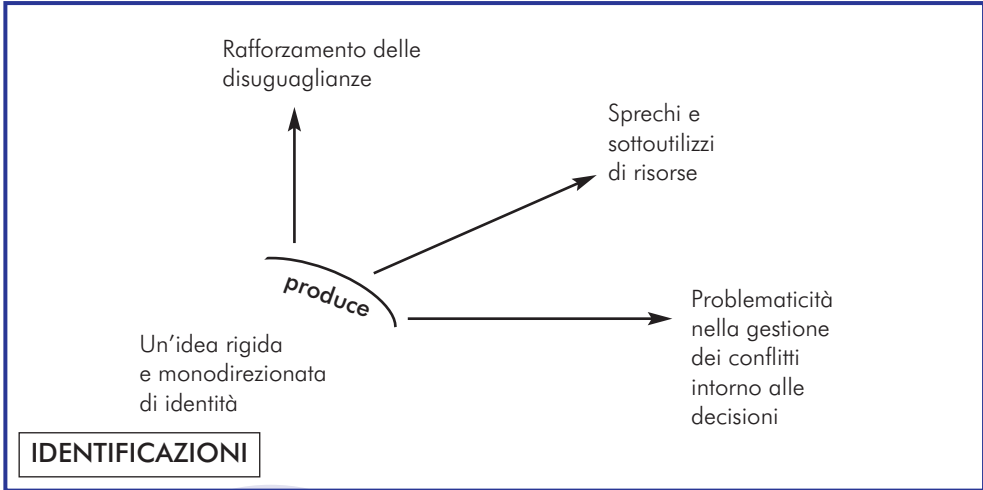 Rafforzamento delle
disuguaglianze
Sprechi e
sottoutilizzi
di risorse
produce
Problematicità
nella gestione
dei conflitti
intorno alle
decisioni
Un’idea rigida
e monodirezionata
di identità
IDENTIFICAZIONI